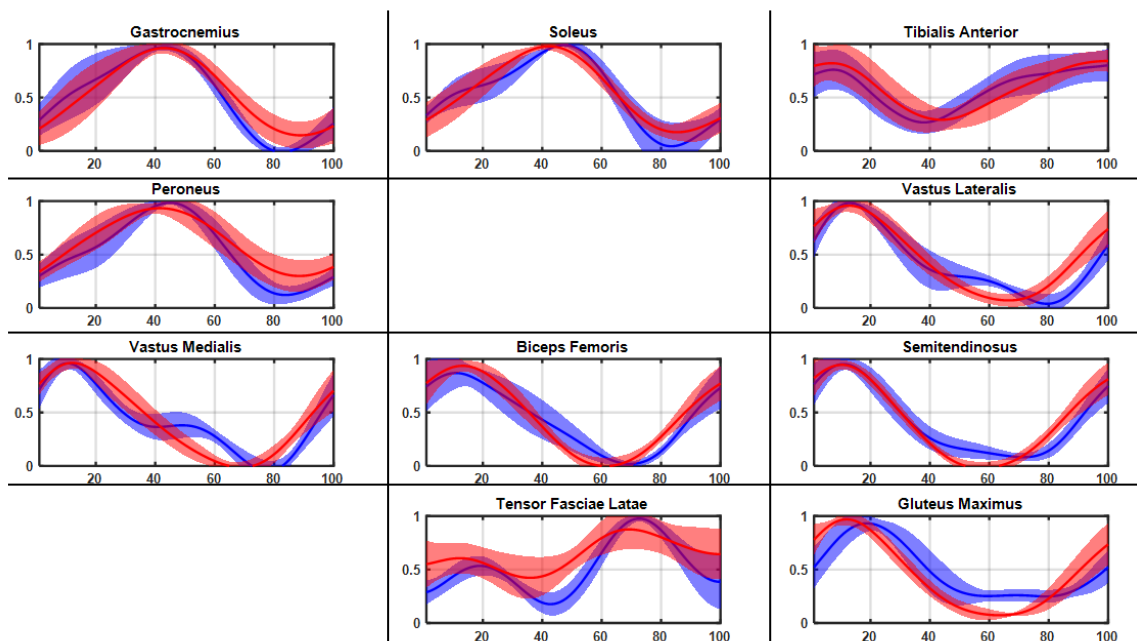 Gastrocnemius Soleus Tibialis Anterior
1 1 1
0.5 0.5 0.5
0 0 0
20 40 60 80 100 20 40 60 80 100 20 40 60 80 100
Peroneus Vastus Lateralis
1 1
0.5 0.5
0 0
20 40 60 80 100 20 40 60 80 100
Vastus Medialis Biceps Femoris Semitendinosus
1 1 1
0.5 0.5 0.5
0 0 0
20 40 60 80 100 20 40 60 80 100 20 40 60 80 100
Tensor Fasciae Latae Gluteus Maximus
1 1
0.5 0.5
0 0
20 40 60 80 100 20 40 60 80 100